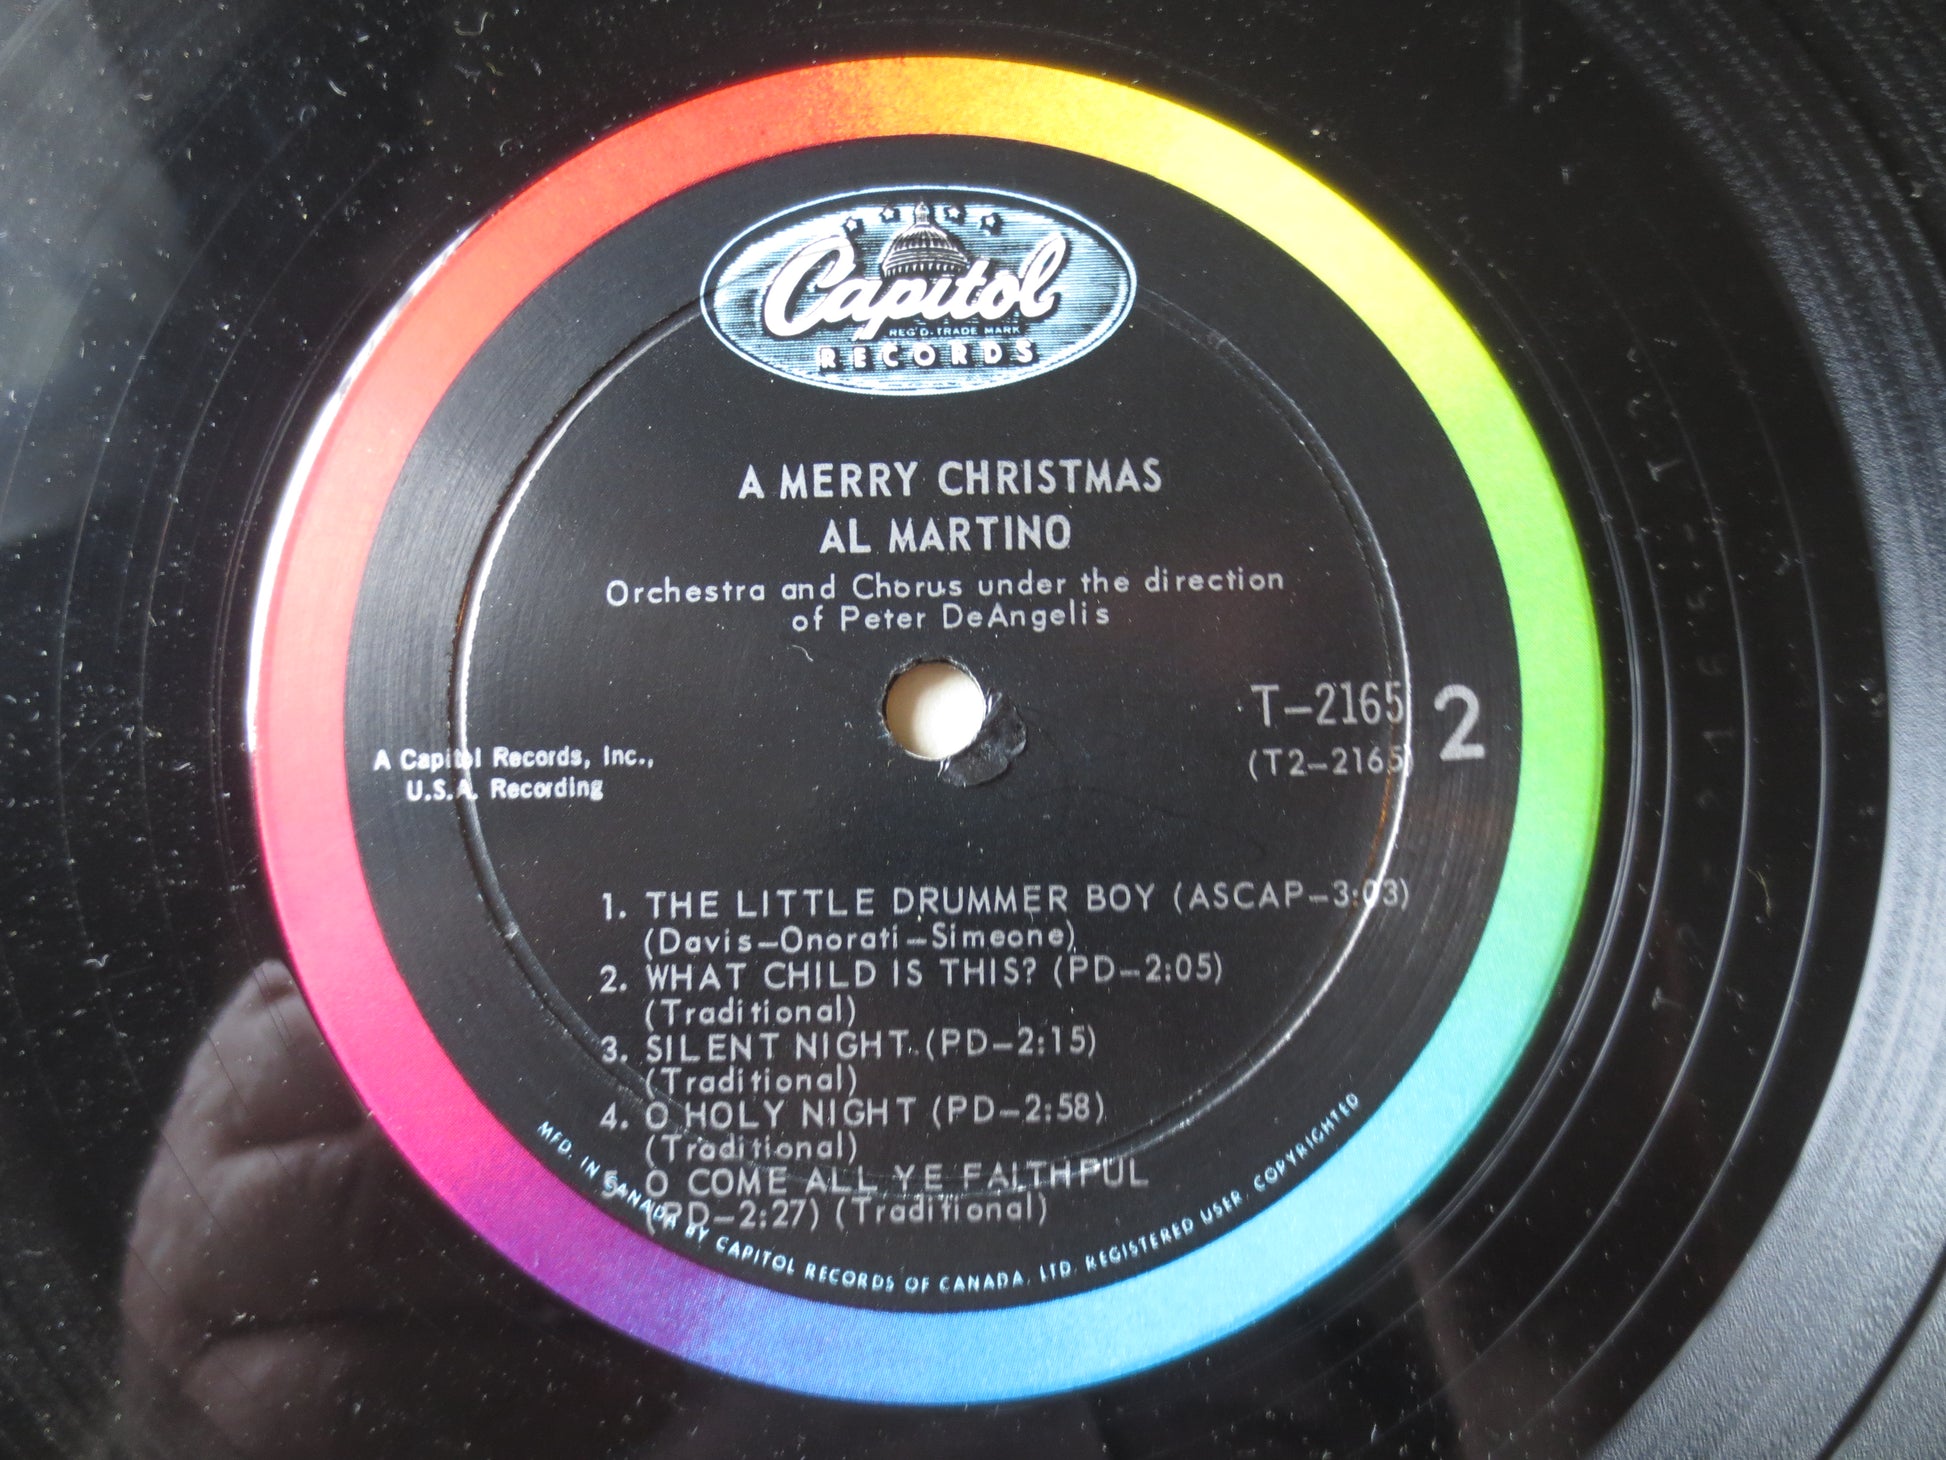 Capitol
REG'D. TRADE MARK
RECORDS
A MERRY CHRISTMAS
AL MARTINO
Orchestra and Chorus under the direction
of Peter DeAngelis
T-2165
2
(T2-2165)
A Capitol Records, Inc.,
U.S.A. Recording
1. THE LITTLE DRUMMER BOY (ASCAP-3:03)
(Davis-Onorati-Simeone)
2. WHAT CHILD IS THIS? (PD-2:05)
(Traditional)
3. SILENT NIGHT (PD-2:15)
(Traditional)
4. O HOLY NIGHT (PD-2:58)
(Traditional)
5. O COME ALL YE FAITHFUL
(PD-2:27) (Traditional)
MFD. IN CANADA BY CAPITOL RECORDS OF CANADA, LTD. REGISTERED USER. COPYRIGHTED